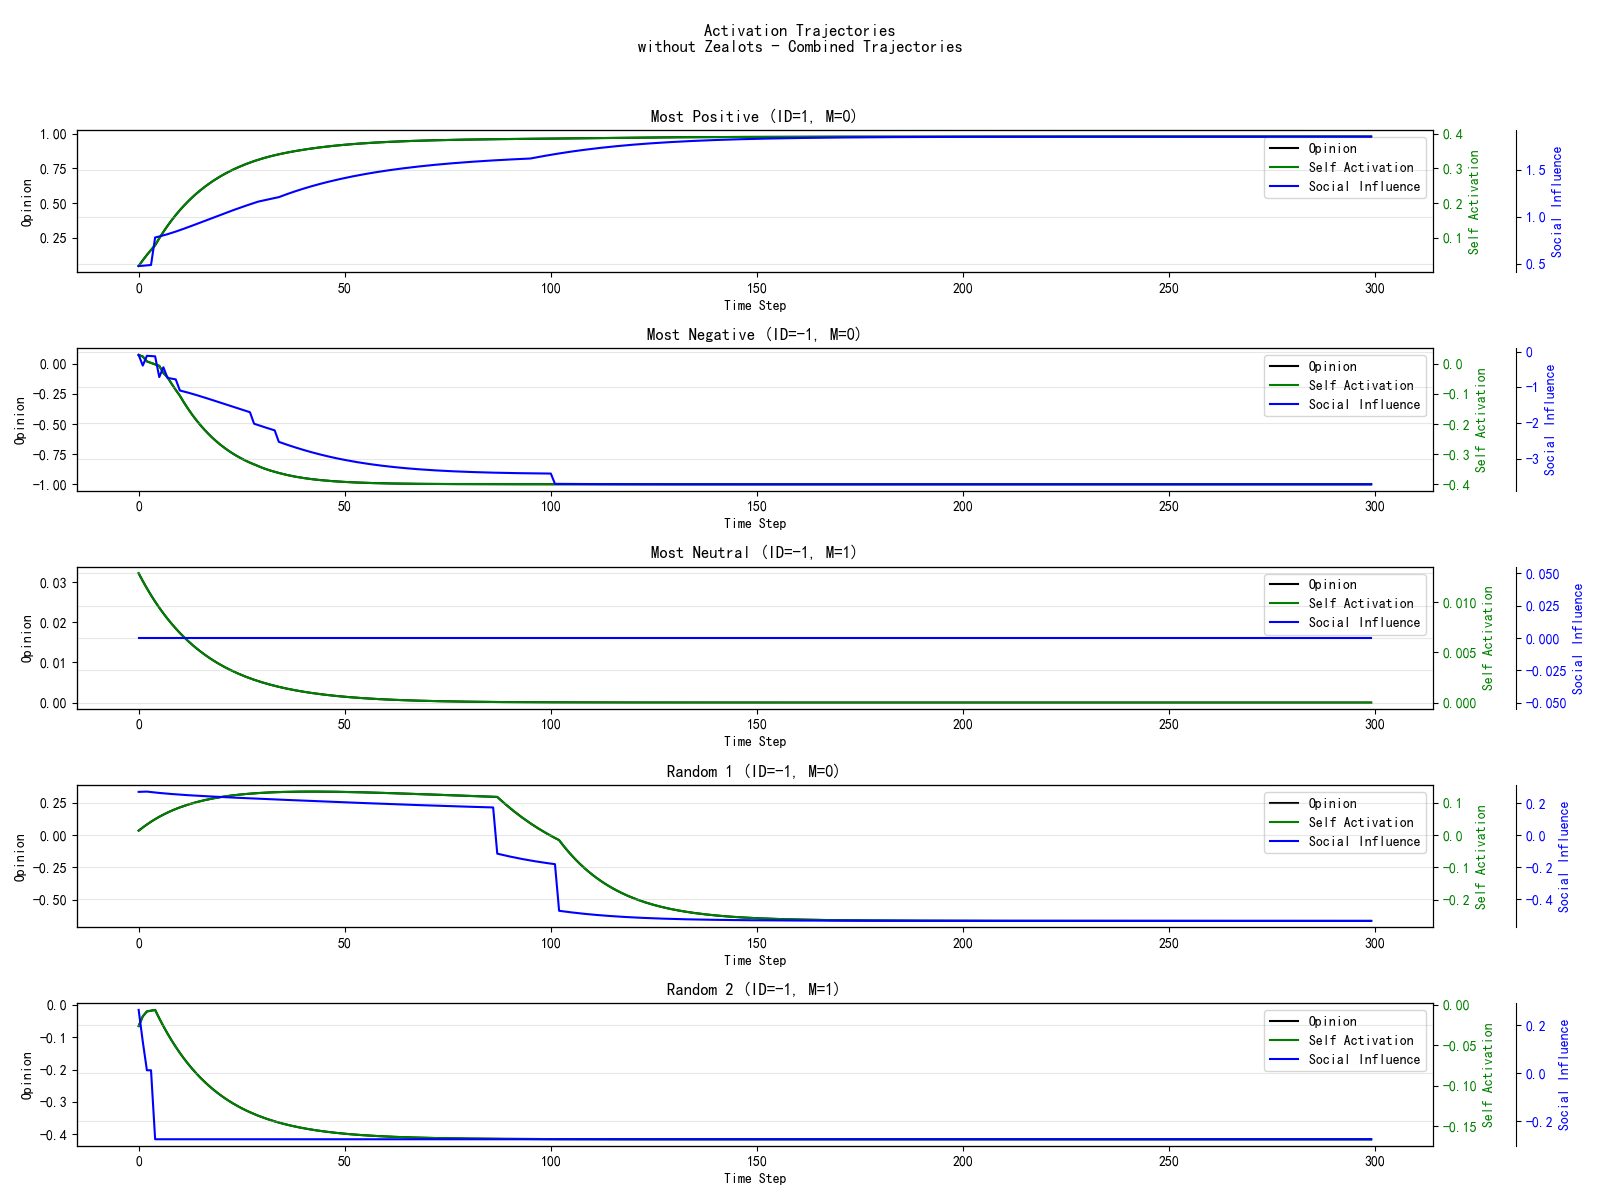 Activation Trajectories
without Zealots - Combined Trajectories
Most Positive (ID=1, M=0)
1.00
0.75
0.50
0.25
Opinion
0.4
0.3
0.2
0.1
Self Activation
1.5
1.0
0.5
Social Influence
Opinion
Self Activation
Social Influence
0 50 100 150 200 250 300
Time Step
Most Negative (ID=-1, M=0)
0.00
-0.25
-0.50
-0.75
-1.00
Opinion
0.0
-0.1
-0.2
-0.3
-0.4
Self Activation
0
-1
-2
-3
Social Influence
Opinion
Self Activation
Social Influence
0 50 100 150 200 250 300
Time Step
Most Neutral (ID=-1, M=1)
0.03
0.02
0.01
0.00
Opinion
0.010
0.005
0.000
Self Activation
0.050
0.025
0.000
-0.025
-0.050
Social Influence
Opinion
Self Activation
Social Influence
0 50 100 150 200 250 300
Time Step
Random 1 (ID=-1, M=0)
0.25
0.00
-0.25
-0.50
Opinion
0.1
0.0
-0.1
-0.2
Self Activation
0.2
0.0
-0.2
-0.4
Social Influence
Opinion
Self Activation
Social Influence
0 50 100 150 200 250 300
Time Step
Random 2 (ID=-1, M=1)
0.0
-0.1
-0.2
-0.3
-0.4
Opinion
0.00
-0.05
-0.10
-0.15
Self Activation
0.2
0.0
-0.2
Social Influence
Opinion
Self Activation
Social Influence
0 50 100 150 200 250 300
Time Step